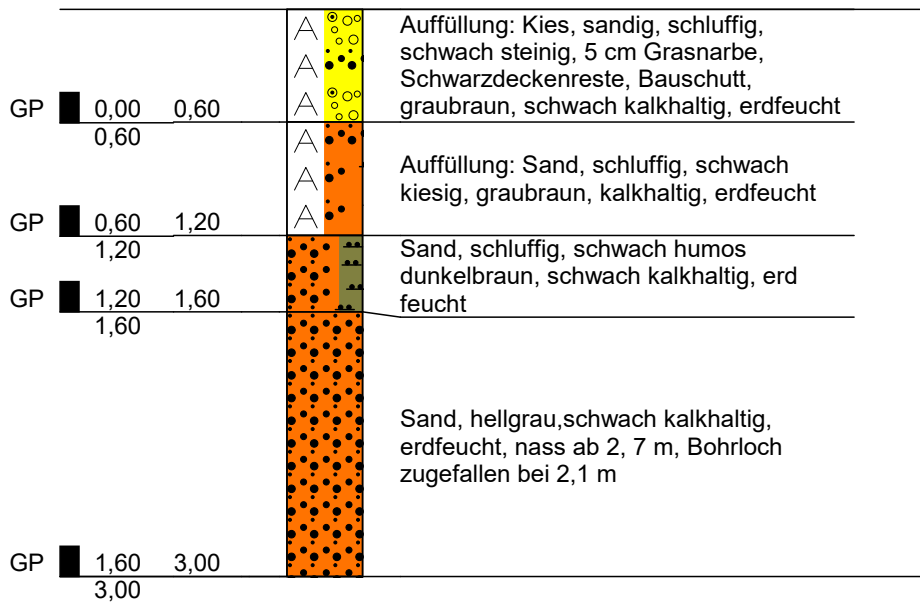 Auffüllung: Kies, sandig, schluffig,
schwach steinig, 5 cm Grasnarbe,
Schwarzdeckenreste, Bauschutt,
graubraun, schwach kalkhaltig, erdfeucht
A
A
A
GP 0,00 0,60
0,60
Auffüllung: Sand, schluffig, schwach
kiesig, graubraun, kalkhaltig, erdfeucht
A
A
A
GP 0,60 1,20
1,20
Sand, schluffig, schwach humos
dunkelbraun, schwach kalkhaltig, erd
feucht
GP 1,20 1,60
1,60
Sand, hellgrau,schwach kalkhaltig,
erdfeucht, nass ab 2, 7 m, Bohrloch
zugefallen bei 2,1 m
GP 1,60 3,00
3,00